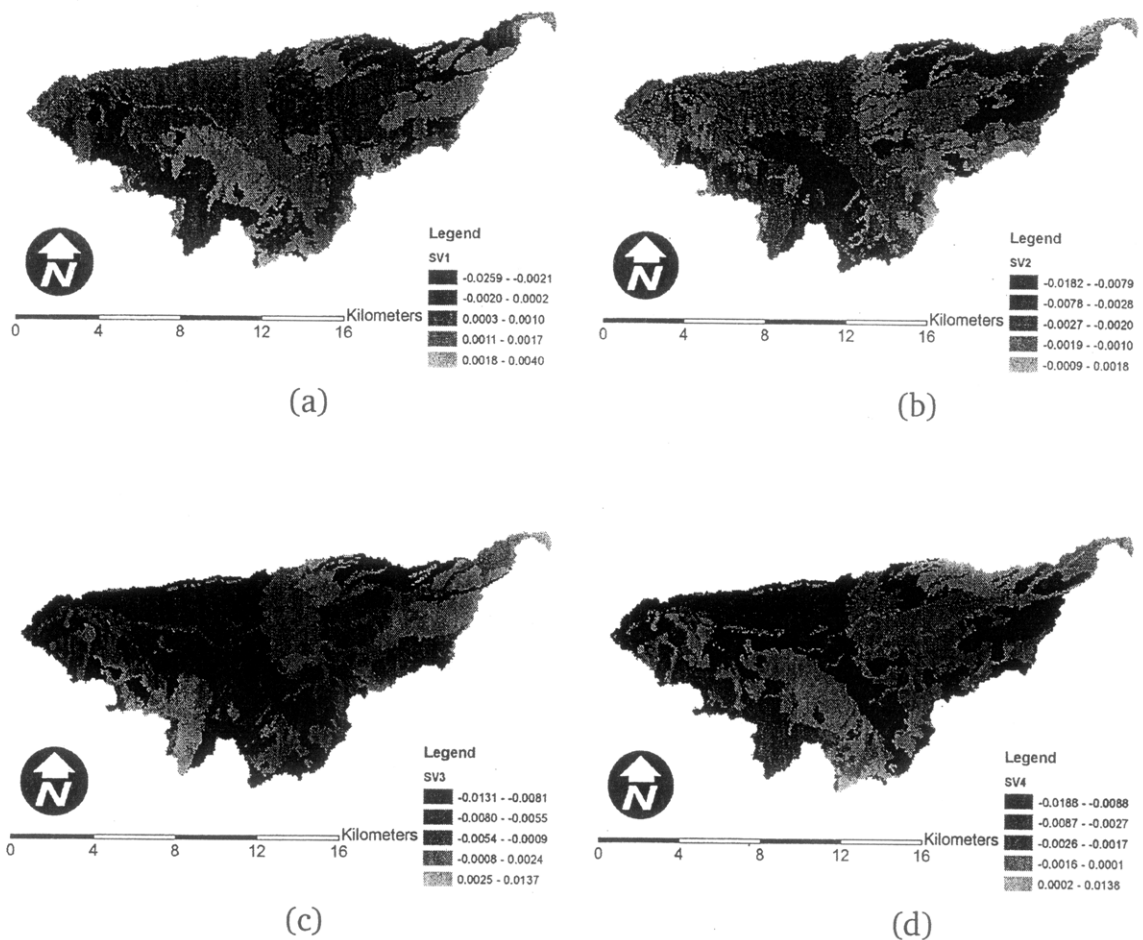 Legend
SV1
-0.0259 - -0.0021
-0.0020 - 0.0002
0.0003 - 0.0010
0.0011 - 0.0017
0.0018 - 0.0040
N
Kilometers
0 4 8 12 16
(a)
Legend
SV2
-0.0182 - -0.0079
-0.0078 - -0.0028
-0.0027 - -0.0020
-0.0019 - -0.0010
-0.0009 - 0.0018
N
Kilometers
0 4 8 12 16
(b)
Legend
SV3
-0.0131 - -0.0081
-0.0080 - -0.0055
-0.0054 - -0.0009
-0.0008 - 0.0024
0.0025 - 0.0137
N
Kilometers
0 4 8 12 16
(c)
Legend
SV4
-0.0188 - -0.0088
-0.0087 - -0.0027
-0.0026 - -0.0017
-0.0016 - 0.0001
0.0002 - 0.0138
N
Kilometers
0 4 8 12 16
(d)